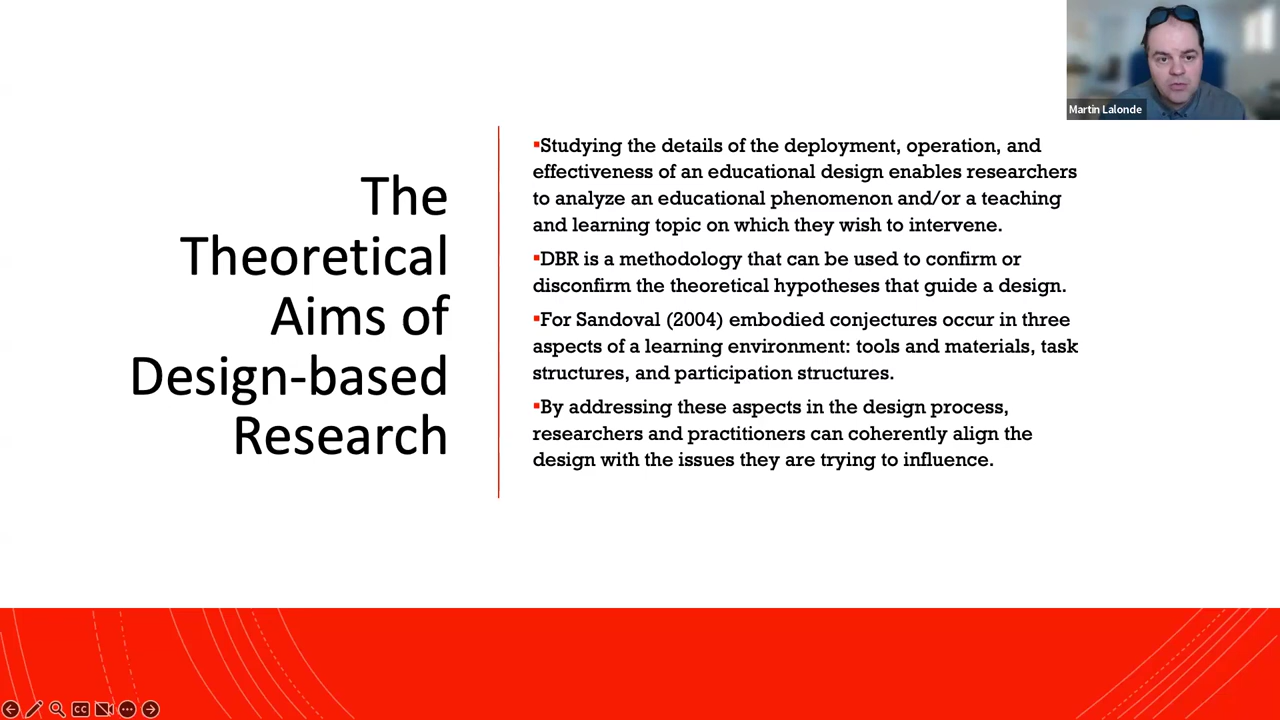 Martin Lalonde
The
Theoretical
Aims of
Design-based
Research
▪Studying the details of the deployment, operation, and
effectiveness of an educational design enables researchers
to analyze an educational phenomenon and/or a teaching
and learning topic on which they wish to intervene.
▪DBR is a methodology that can be used to confirm or
disconfirm the theoretical hypotheses that guide a design.
▪For Sandoval (2004) embodied conjectures occur in three
aspects of a learning environment: tools and materials, task
structures, and participation structures.
▪By addressing these aspects in the design process,
researchers and practitioners can coherently align the
design with the issues they are trying to influence.
CC